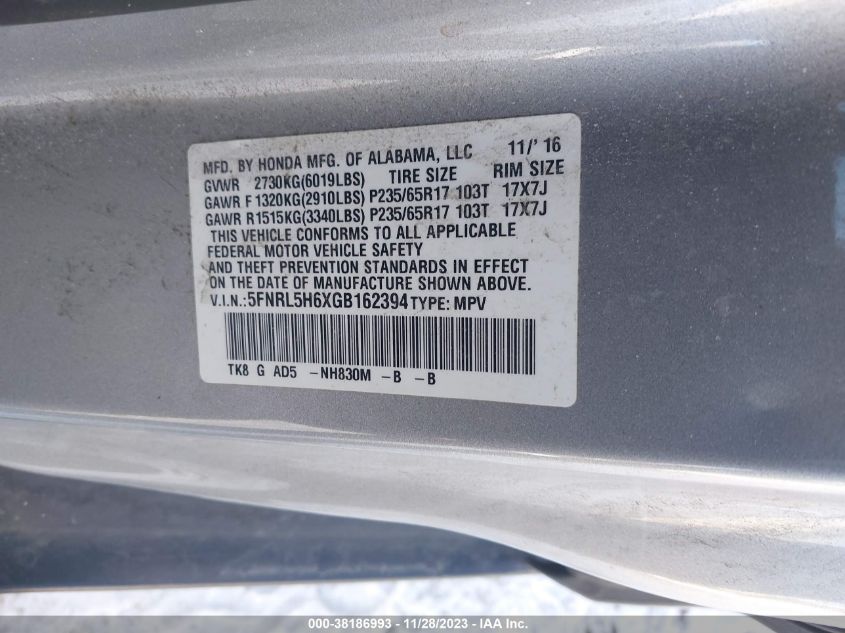 MFD. BY HONDA MFG. OF ALABAMA, LLC 11/' 16
GVWR 2730KG(6019LBS) TIRE SIZE RIM SIZE
GAWR F 1320KG(2910LBS) P235/65R17 103T 17X7J
GAWR R1515KG(3340LBS) P235/65R17 103T 17X7J
THIS VEHICLE CONFORMS TO ALL APPLICABLE
FEDERAL MOTOR VEHICLE SAFETY
AND THEFT PREVENTION STANDARDS IN EFFECT
ON THE DATE OF MANUFACTURE SHOWN ABOVE.
V.I.N.:5FNRL5H6XGB162394 TYPE: MPV
TK8 G AD5 -NH830M -B -B
000-38186993 - 11/28/2023 - IAA Inc.